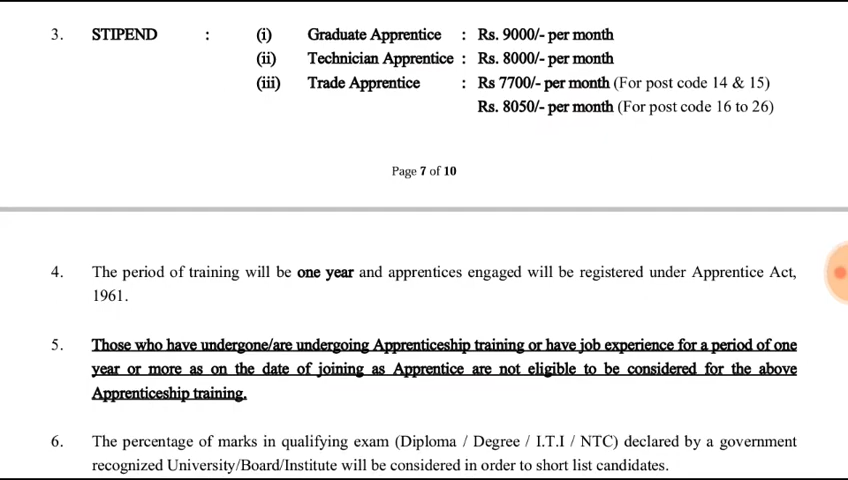 3. STIPEND : (i) Graduate Apprentice : Rs. 9000/- per month
(ii) Technician Apprentice : Rs. 8000/- per month
(iii) Trade Apprentice : Rs 7700/- per month (For post code 14 & 15)
Rs. 8050/- per month (For post code 16 to 26)
Page 7 of 10
4. The period of training will be one year and apprentices engaged will be registered under Apprentice Act,
1961.
5. Those who have undergone/are undergoing Apprenticeship training or have job experience for a period of one
year or more as on the date of joining as Apprentice are not eligible to be considered for the above
Apprenticeship training.
6. The percentage of marks in qualifying exam (Diploma / Degree / I.T.I / NTC) declared by a government
recognized University/Board/Institute will be considered in order to short list candidates.